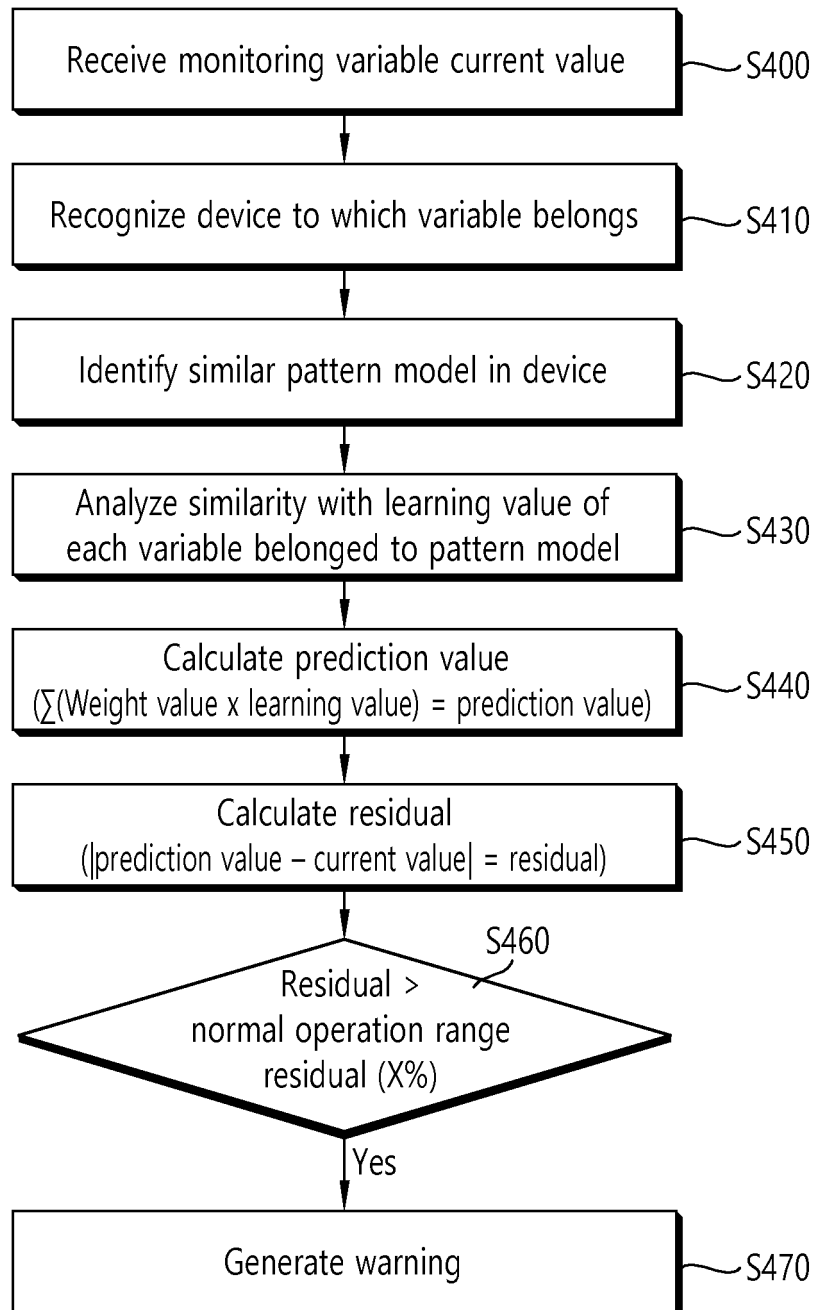 Receive monitoring variable current value
S400
Recognize device to which variable belongs
S410
Identify similar pattern model in device
S420
Analyze similarity with learning value of
each variable belonged to pattern model
S430
Calculate prediction value
(∑(Weight value x learning value) = prediction value)
S440
Calculate residual
(|prediction value – current value| = residual)
S450
S460
Residual >
normal operation range
residual (X%)
Yes
Generate warning
S470